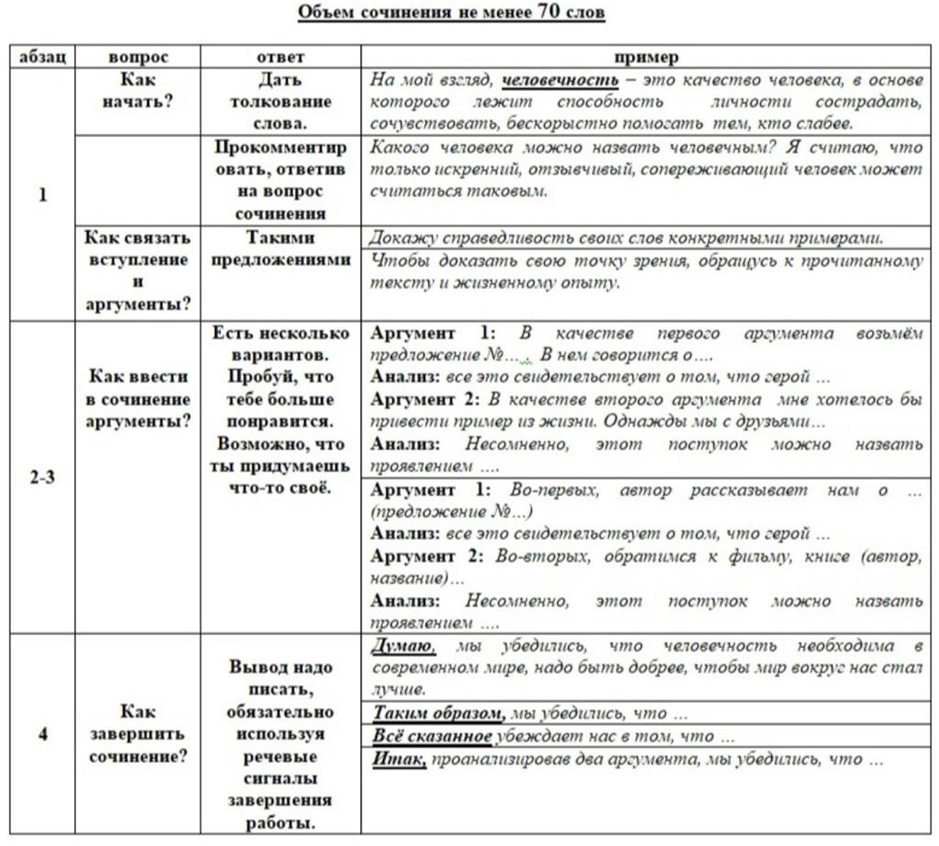 Объем сочинения не менее 70 слов
абзац вопрос ответ пример
1
Как
начать?
Дать
толкование
слова.
На мой взгляд, человечность – это качество человека, в основе
которого лежит способность личности сострадать,
сочувствовать, бескорыстно помогать тем, кто слабее.
Прокомментир
овать, ответив
на вопрос
сочинения
Какого человека можно назвать человечным? Я считаю, что
только искренний, отзывчивый, сопереживающий человек может
считаться таковым.
Как связать
вступление
и
аргументы?
Такими
предложениями
Докажу справедливость своих слов конкретными примерами.
Чтобы доказать свою точку зрения, обращусь к прочитанному
тексту и жизненному опыту.
2-3
Как ввести
в сочинение
аргументы?
Есть несколько
вариантов.
Пробуй, что
тебе больше
понравится.
Возможно, что
ты придумаешь
что-то своё.
Аргумент 1: В качестве первого аргумента возьмём
предложение №… . В нем говорится о….
Анализ: все это свидетельствует о том, что герой …
Аргумент 2: В качестве второго аргумента мне хотелось бы
привести пример из жизни. Однажды мы с друзьями…
Анализ: Несомненно, этот поступок можно назвать
проявлением ….
Аргумент 1: Во-первых, автор рассказывает нам о …
(предложение №…)
Анализ: все это свидетельствует о том, что герой …
Аргумент 2: Во-вторых, обратимся к фильму, книге (автор,
название)…
Анализ: Несомненно, этот поступок можно назвать
проявлением ….
4
Как
завершить
сочинение?
Вывод надо
писать,
обязательно
используя
речевые
сигналы
завершения
работы.
Думаю, мы убедились, что человечность необходима в
современном мире, надо быть добрее, чтобы мир вокруг нас стал
лучше.
Таким образом, мы убедились, что …
Всё сказанное убеждает нас в том, что …
Итак, проанализировав два аргумента, мы убедились, что …